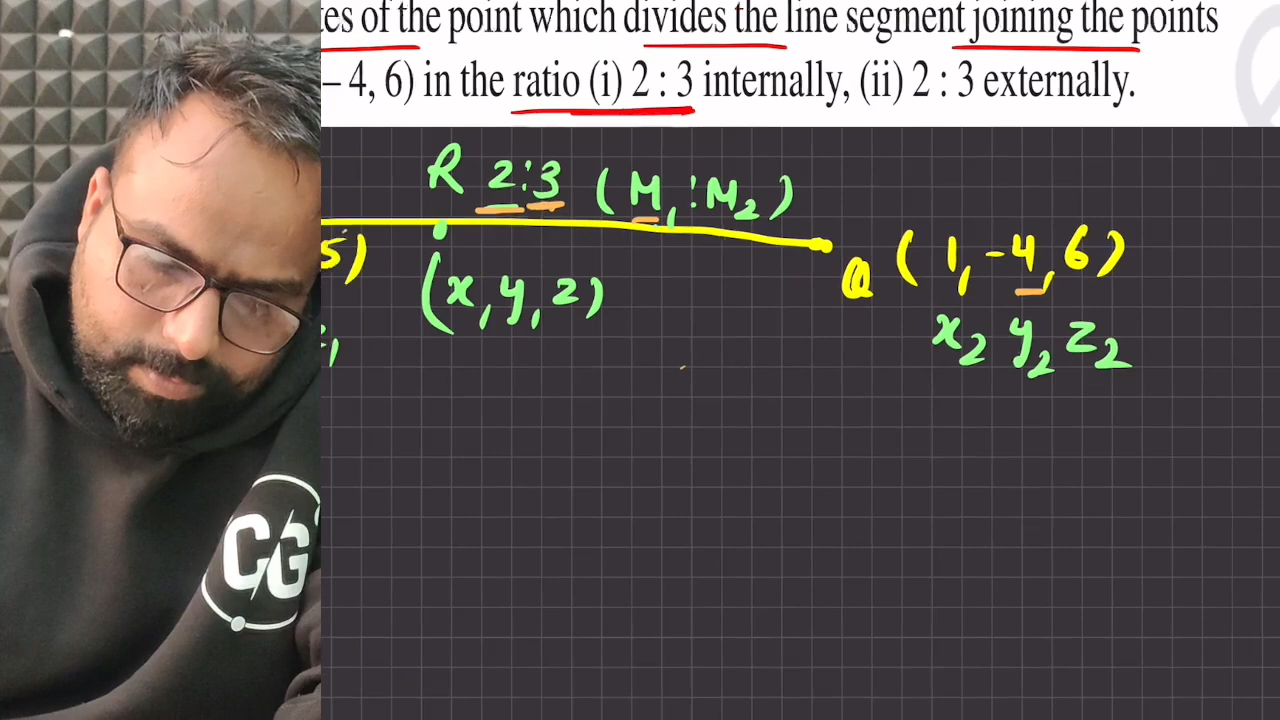 tes of the point which divides the line segment joining the points
– 4, 6) in the ratio (i) 2 : 3 internally, (ii) 2 : 3 externally.
R 2:3 (M1:M2)
5)
Q (1, -4, 6)
(x, y, z)
x2 y2 z2
CG